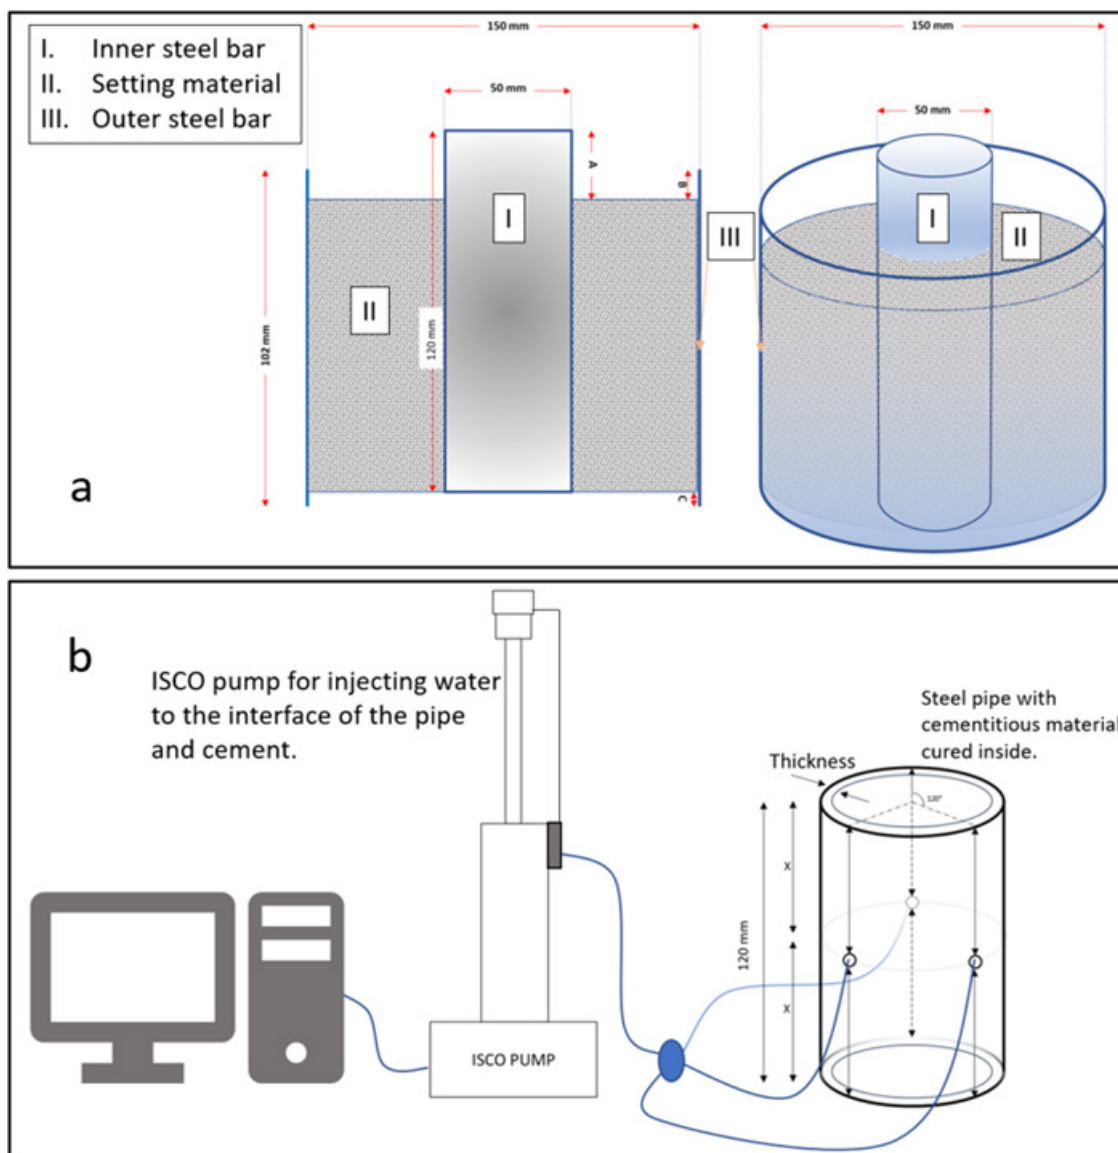 I. Inner steel bar
II. Setting material
III. Outer steel bar
150 mm
50 mm
A
B
I
II
III
120 mm
102 mm
C
a
150 mm
50 mm
I
II
b
ISCO pump for injecting water
to the interface of the pipe
and cement.
Steel pipe with
cementitious material
cured inside.
Thickness
120°
X
120 mm
X
ISCO PUMP